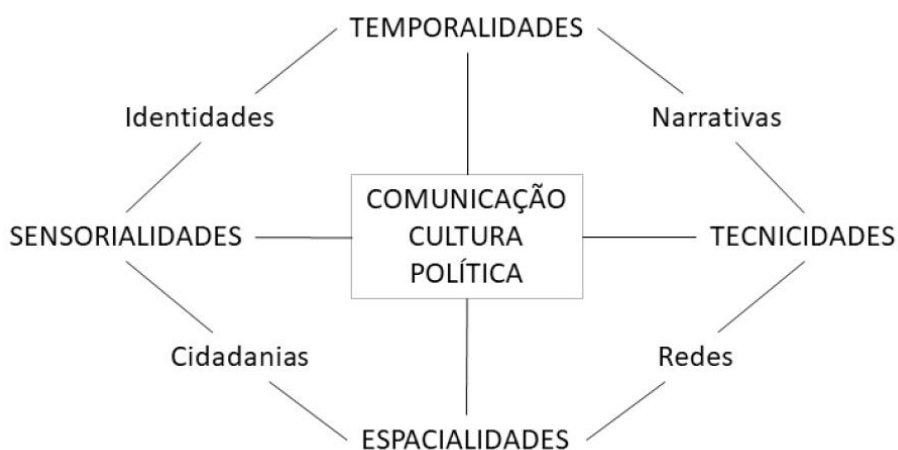 TEMPORALIDADES
Identidades
Narrativas
COMUNICAÇÃO
CULTURA
POLÍTICA
SENSORIALIDADES
TECNICIDADES
Cidadanias
Redes
ESPACIALIDADES